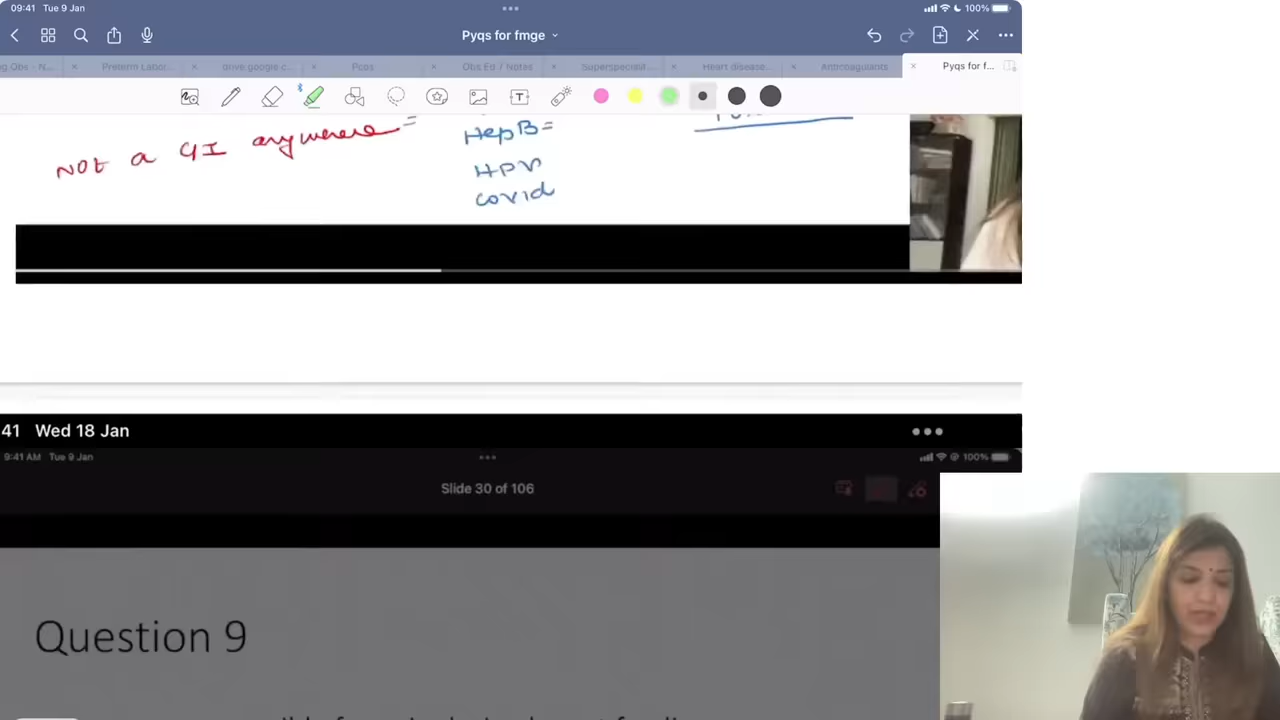 09:41 Tue 9 Jan
100%
Pyqs for fmge
Preterm Labor...
drive.google c...
Pcos
Obs Ed 7 Notes
Superspecialit...
Heart disease...
Antricoagulants
Pyqs for f...
NOT a CI anywhere =
HepB=
HPV
covid
41 Wed 18 Jan
9:41 AM Tue 9 Jan
100%
Slide 30 of 106
Question 9